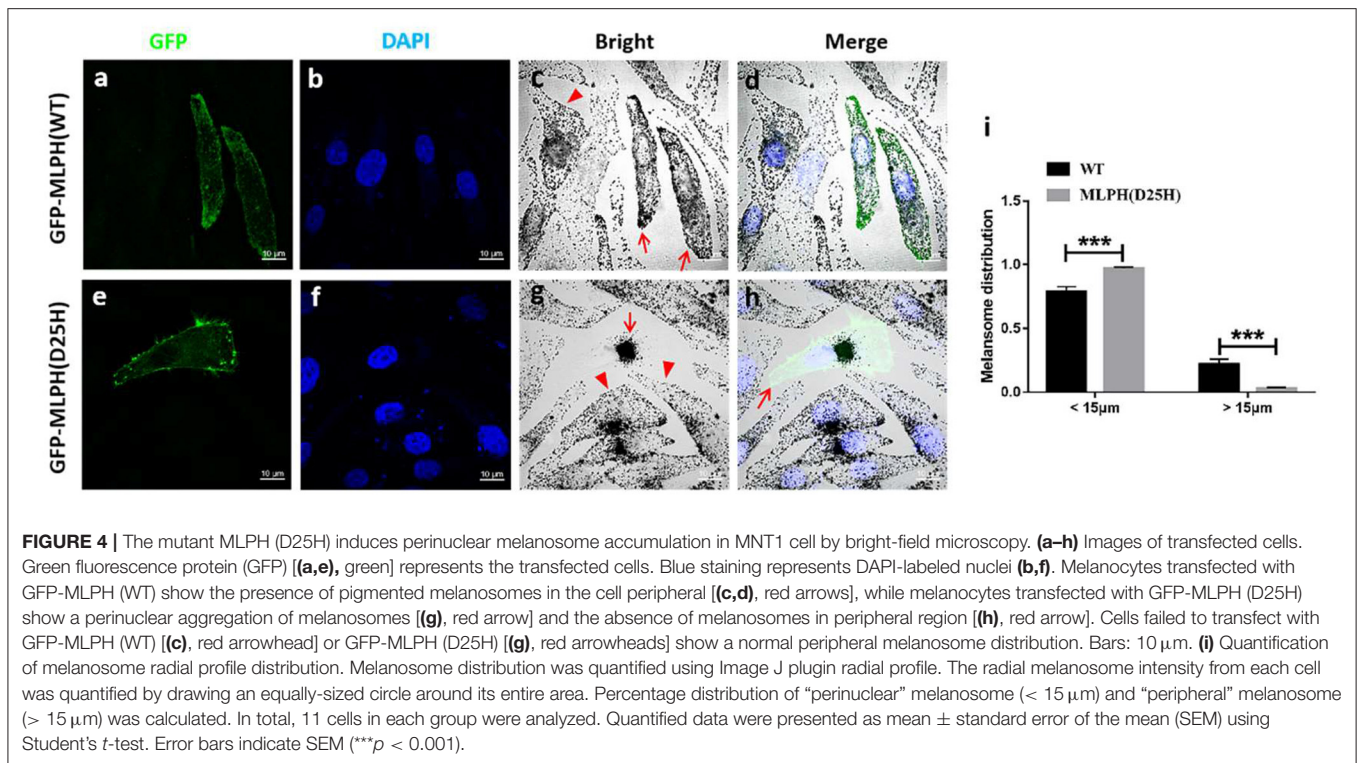 GFP DAPI Bright Merge
GFP-MLPH(WT)
a b c d
10 μm 10 μm
GFP-MLPH(D25H)
e f g h
10 μm 10 μm
i
WT
MLPH(D25H)
Melansome distribution
1.5
1.0
0.5
0.0
*** ***
< 15μm > 15μm
FIGURE 4 | The mutant MLPH (D25H) induces perinuclear melanosome accumulation in MNT1 cell by bright-field microscopy. (a–h) Images of transfected cells.
Green fluorescence protein (GFP) [(a,e), green] represents the transfected cells. Blue staining represents DAPI-labeled nuclei (b,f). Melanocytes transfected with
GFP-MLPH (WT) show the presence of pigmented melanosomes in the cell peripheral [(c,d), red arrows], while melanocytes transfected with GFP-MLPH (D25H)
show a perinuclear aggregation of melanosomes [(g), red arrow] and the absence of melanosomes in peripheral region [(h), red arrow]. Cells failed to transfect with
GFP-MLPH (WT) [(c), red arrowhead] or GFP-MLPH (D25H) [(g), red arrowheads] show a normal peripheral melanosome distribution. Bars: 10 μm. (i) Quantification
of melanosome radial profile distribution. Melanosome distribution was quantified using Image J plugin radial profile. The radial melanosome intensity from each cell
was quantified by drawing an equally-sized circle around its entire area. Percentage distribution of “perinuclear” melanosome (< 15 μm) and “peripheral” melanosome
(> 15 μm) was calculated. In total, 11 cells in each group were analyzed. Quantified data were presented as mean ± standard error of the mean (SEM) using
Student’s t-test. Error bars indicate SEM (***p < 0.001).